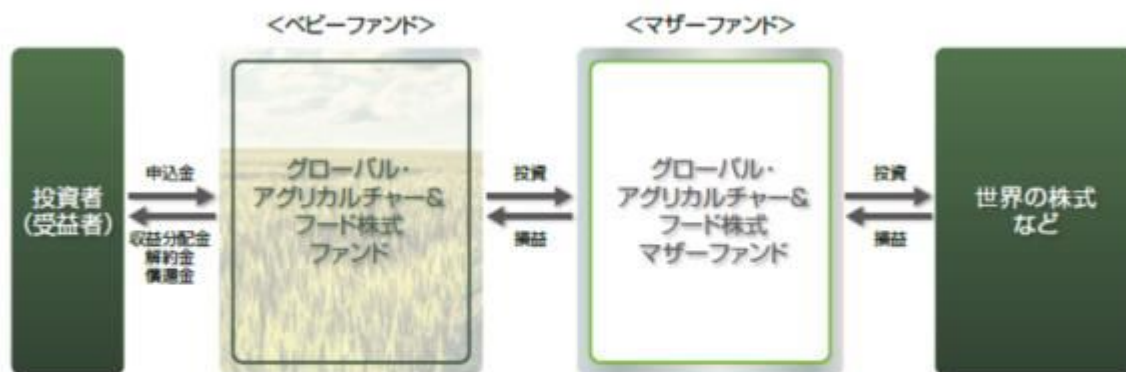 <ベビーファンド>
<マザーファンド>
投資者
(受益者)
申込金
収益分配金
解約金
償還金
グローバル・
アグリカルチャー&
フード株式
ファンド
投資
損益
グローバル・
アグリカルチャー&
フード株式
マザーファンド
投資
損益
世界の株式
など